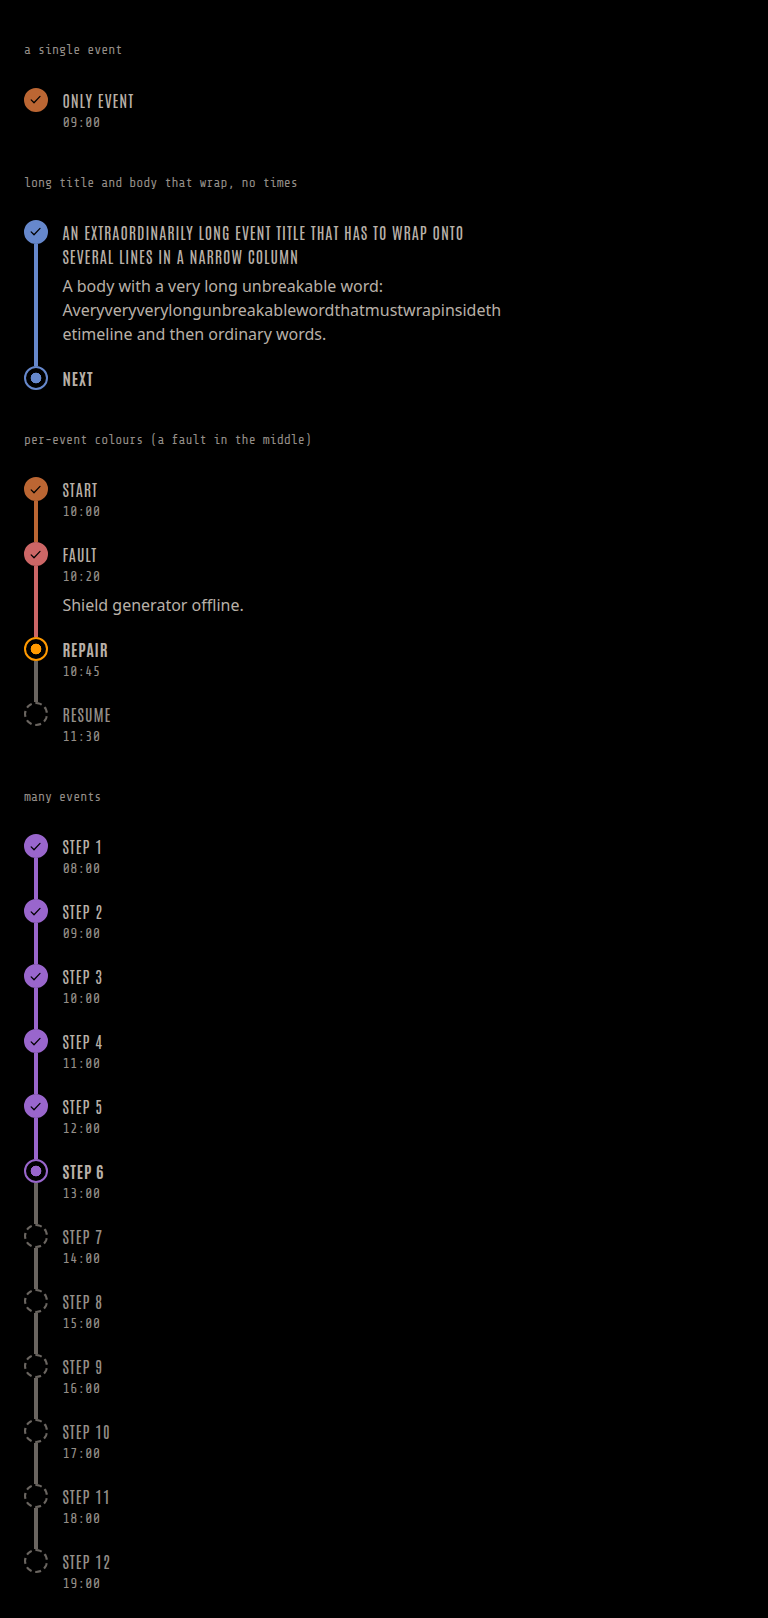 a single event
ONLY EVENT
09:00
long title and body that wrap, no times
AN EXTRAORDINARILY LONG EVENT TITLE THAT HAS TO WRAP ONTO
SEVERAL LINES IN A NARROW COLUMN
A body with a very long unbreakable word:
Averyveryverylongunbreakablewordthatmustwrapinsideth
etimeline and then ordinary words.
NEXT
per-event colours (a fault in the middle)
START
10:00
FAULT
10:20
Shield generator offline.
REPAIR
10:45
RESUME
11:30
many events
STEP 1
08:00
STEP 2
09:00
STEP 3
10:00
STEP 4
11:00
STEP 5
12:00
STEP 6
13:00
STEP 7
14:00
STEP 8
15:00
STEP 9
16:00
STEP 10
17:00
STEP 11
18:00
STEP 12
19:00